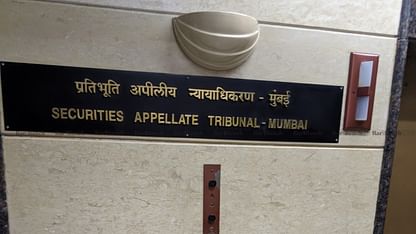 प्रतिभूति अपीलीय न्यायाधिकरण - मुंबई
SECURITIES APPELLATE TRIBUNAL - MUMBAI